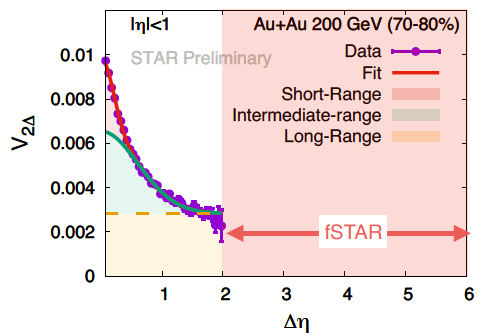 |η|<1
Au+Au 200 GeV (70-80%)
STAR Preliminary
Data
Fit
Short-Range
Intermediate-range
Long-Range
fSTAR
V2Δ
0.01
0.008
0.006
0.004
0.002
0
1
2
3
4
5
6
Δη